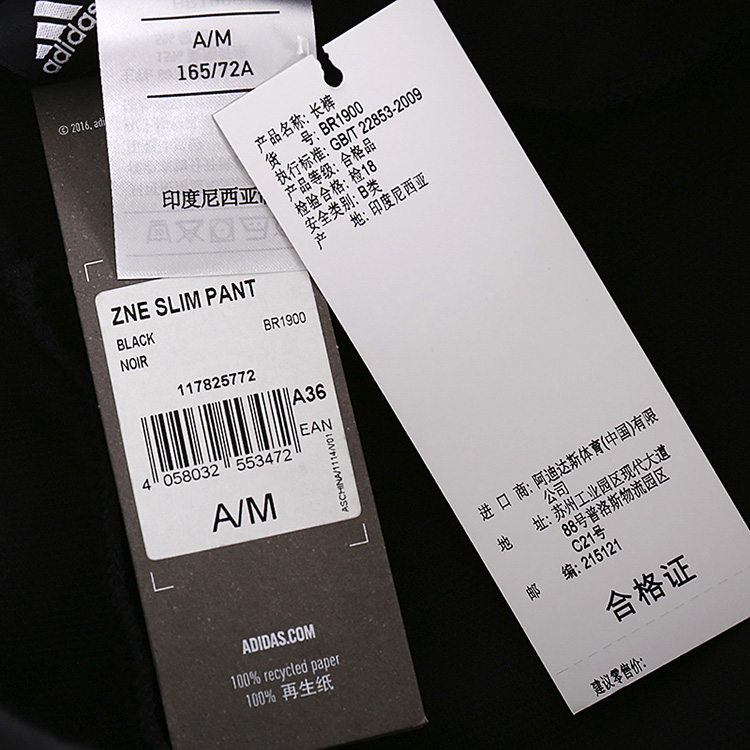 adidas
A/M
165/72A
© 2016. adi
印度尼西亚
ZNE SLIM PANT
BLACK
BR1900
NOIR
117825772
A36
EAN
4 058032 553472
ASCHINA/1114/V01
A/M
ADIDAS.COM
100% recycled paper
100% 再生纸
产品名称: 长裤
货 号: BR1900
执行标准: GB/T 22853-2009
产品等级: 合格品
检验合格: 检18
安全类别: B类
产 地: 印度尼西亚
进 口 商: 阿迪达斯体育(中国)有限
公司
地 址: 苏州工业园区现代大道
88号普洛斯物流园区
C21号
邮 编: 215121
合格证
建议零售价: